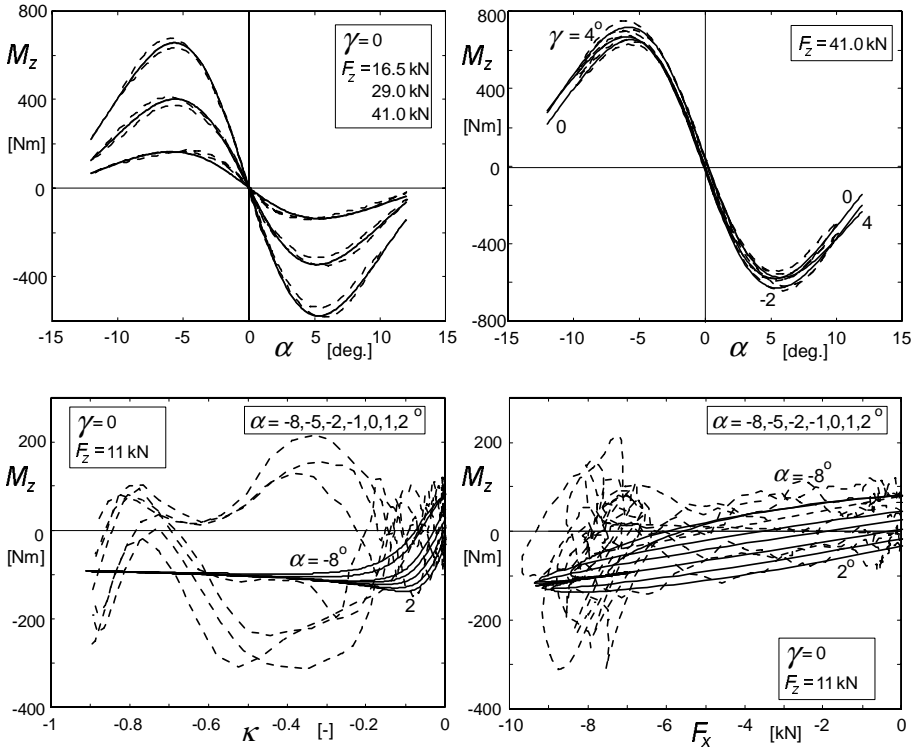 800
M_z
400
[Nm]
0
-400
γ = 0
F_z = 16.5 kN
29.0 kN
41.0 kN
-15
-10
-5
0
5
10
15
α
[deg.]
800
M_z
400
[Nm]
0
-400
-800
γ = 4°
0
F_z = 41.0 kN
0
4
-2
-15
-10
-5
0
5
10
15
α
[deg.]
200
M_z
0
[Nm]
-200
-400
γ = 0
F_z = 11 kN
α = -8,-5,-2,-1,0,1,2°
α = -8°
2
-1
-0.8
-0.6
-0.4
-0.2
0
κ
[-]
200
M_z
0
[Nm]
-200
-400
α = -8,-5,-2,-1,0,1,2°
α = -8°
2°
γ = 0
F_z = 11 kN
-10
-8
-6
-4
-2
0
F_x
[kN]